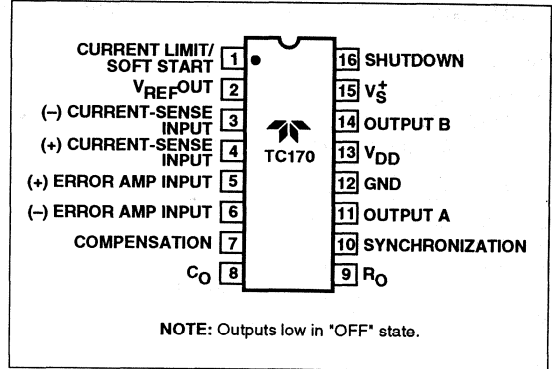 CURRENT LIMIT/
SOFT START 1
VREFOUT 2
(–) CURRENT-SENSE
INPUT 3
(+) CURRENT-SENSE
INPUT 4
(+) ERROR AMP INPUT 5
(–) ERROR AMP INPUT 6
COMPENSATION 7
CO 8
TC170
16 SHUTDOWN
15 VS+
14 OUTPUT B
13 VDD
12 GND
11 OUTPUT A
10 SYNCHRONIZATION
9 RO
NOTE: Outputs low in "OFF" state.